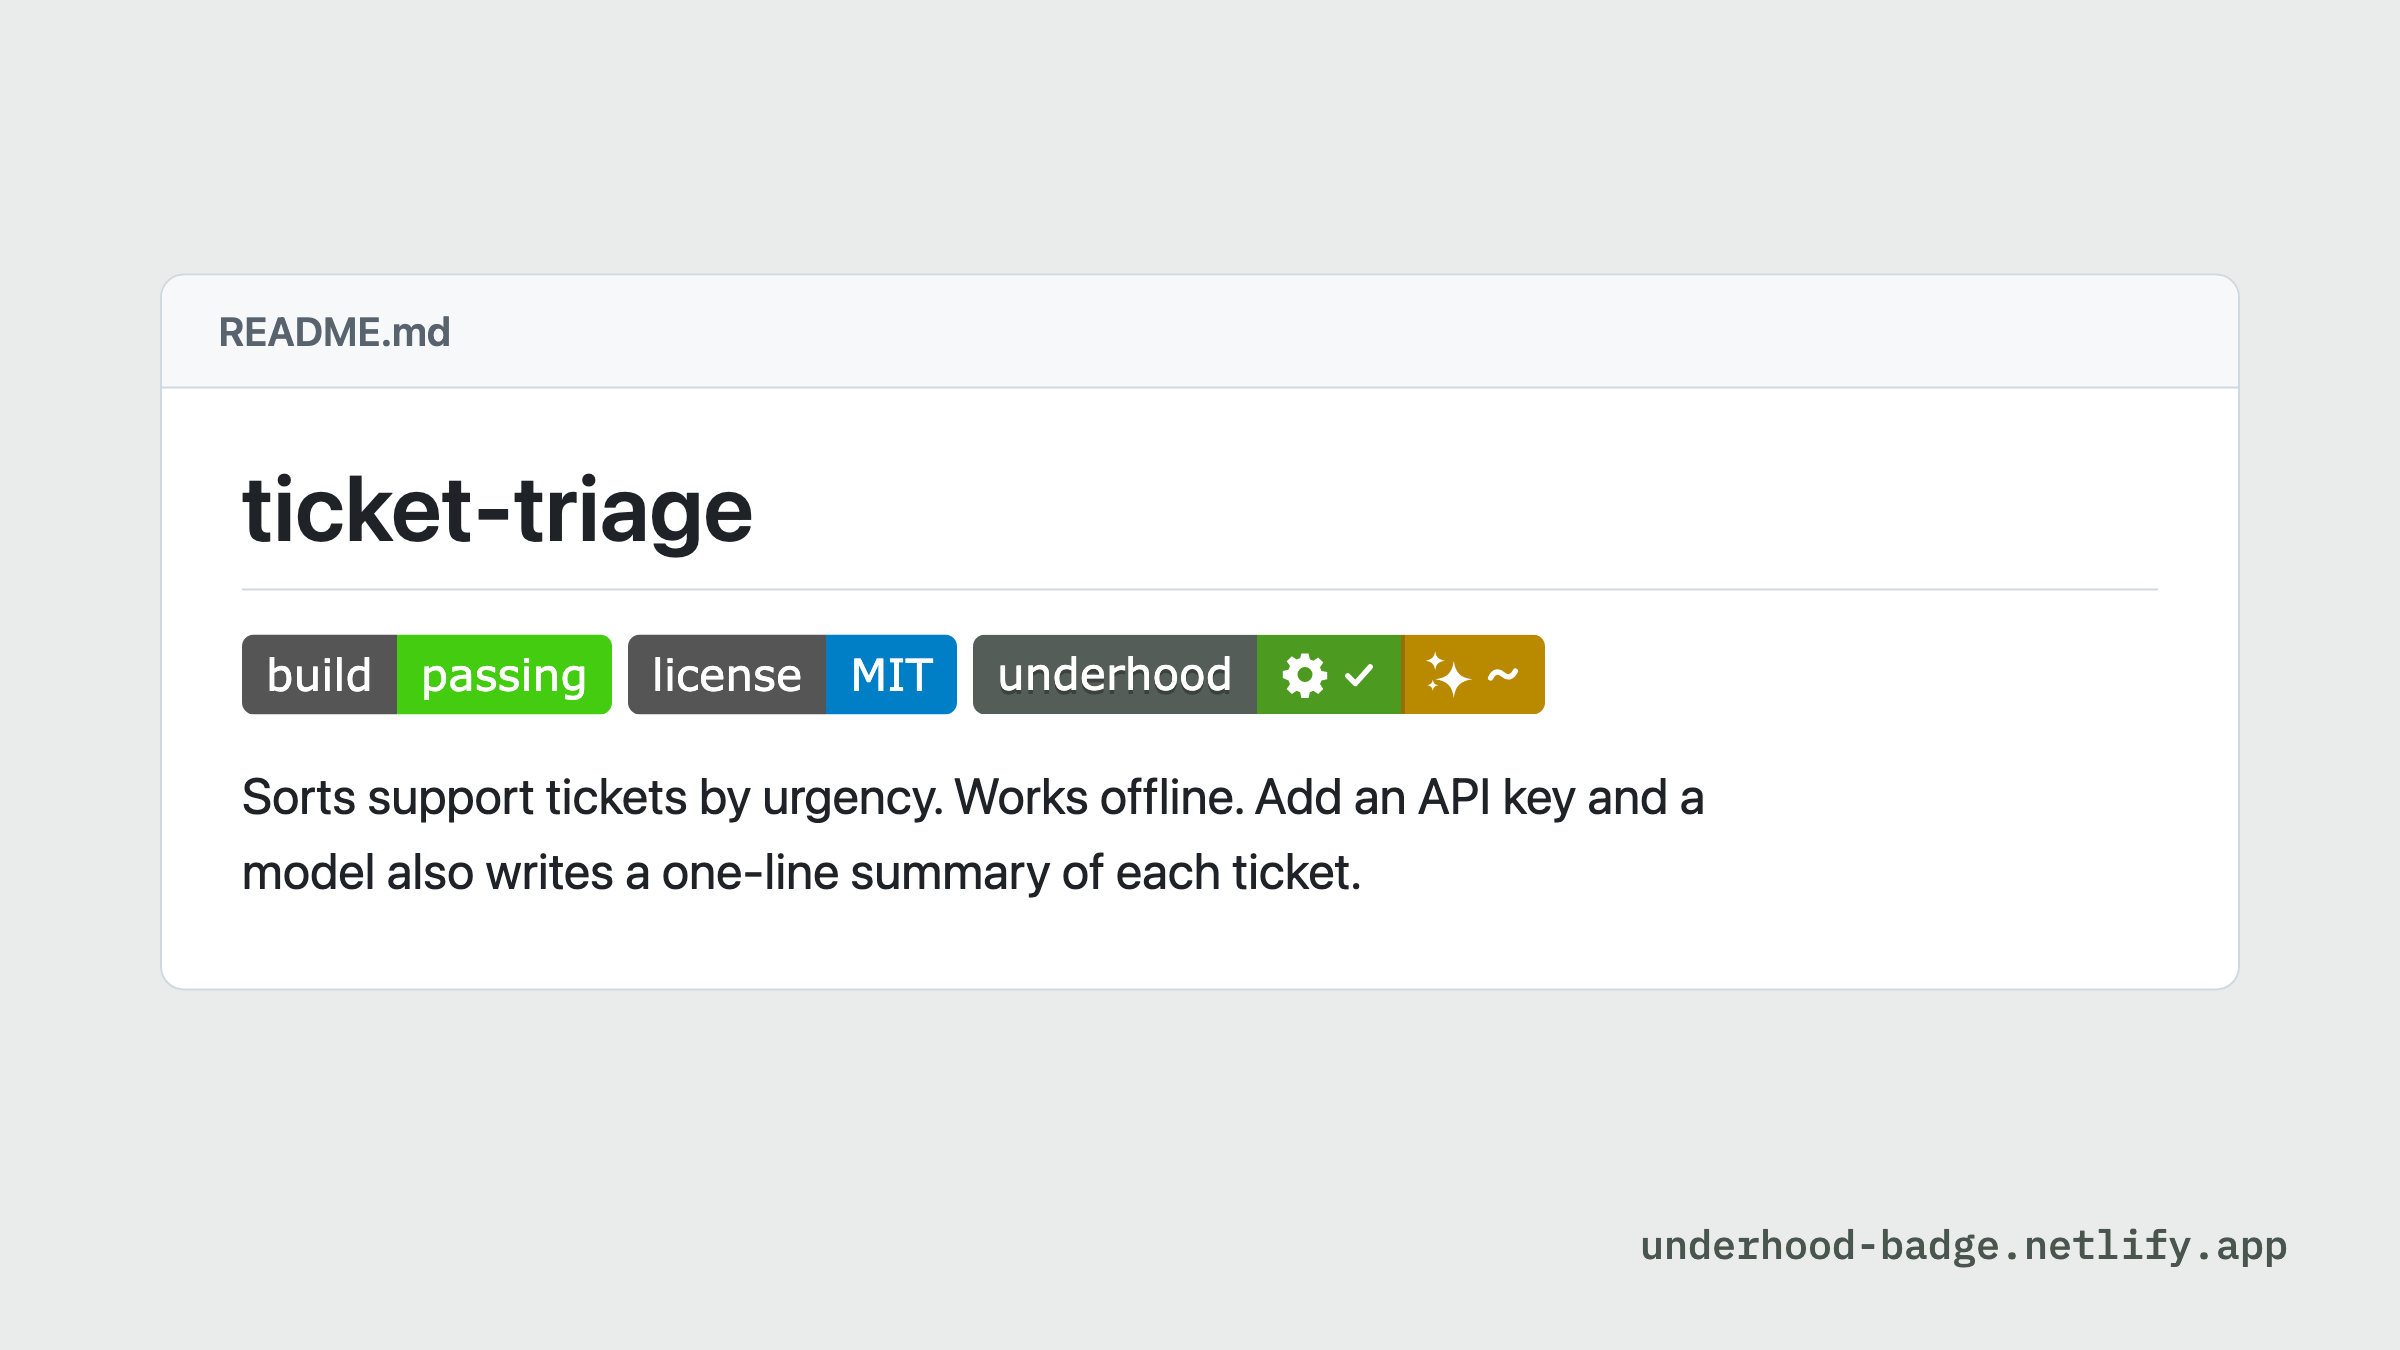 README.md
ticket-triage
build passing license MIT underhood ✓ ~
Sorts support tickets by urgency. Works offline. Add an API key and a
model also writes a one-line summary of each ticket.
underhood-badge.netlify.app